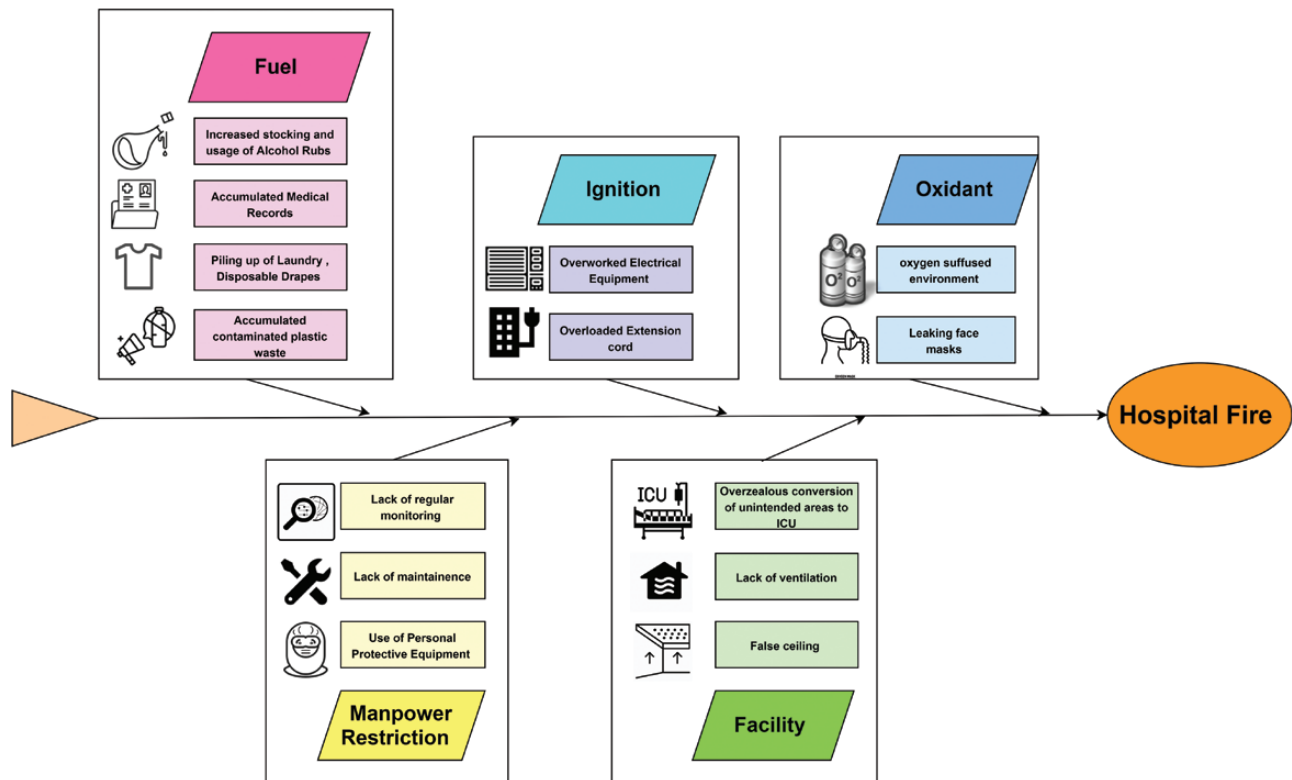 Fuel
Increased stocking and
usage of Alcohol Rubs
Accumulated Medical
Records
Piling up of Laundry ,
Disposable Drapes
Accumulated
contaminated plastic
waste
Ignition
Overworked Electrical
Equipment
Overloaded Extension
cord
Oxidant
O²
O²
oxygen suffused
environment
Leaking face
masks
Hospital Fire
Lack of regular
monitoring
Lack of maintainence
Use of Personal
Protective Equipment
Manpower
Restriction
ICU
Overzealous conversion
of unintended areas to
ICU
Lack of ventilation
False ceiling
Facility